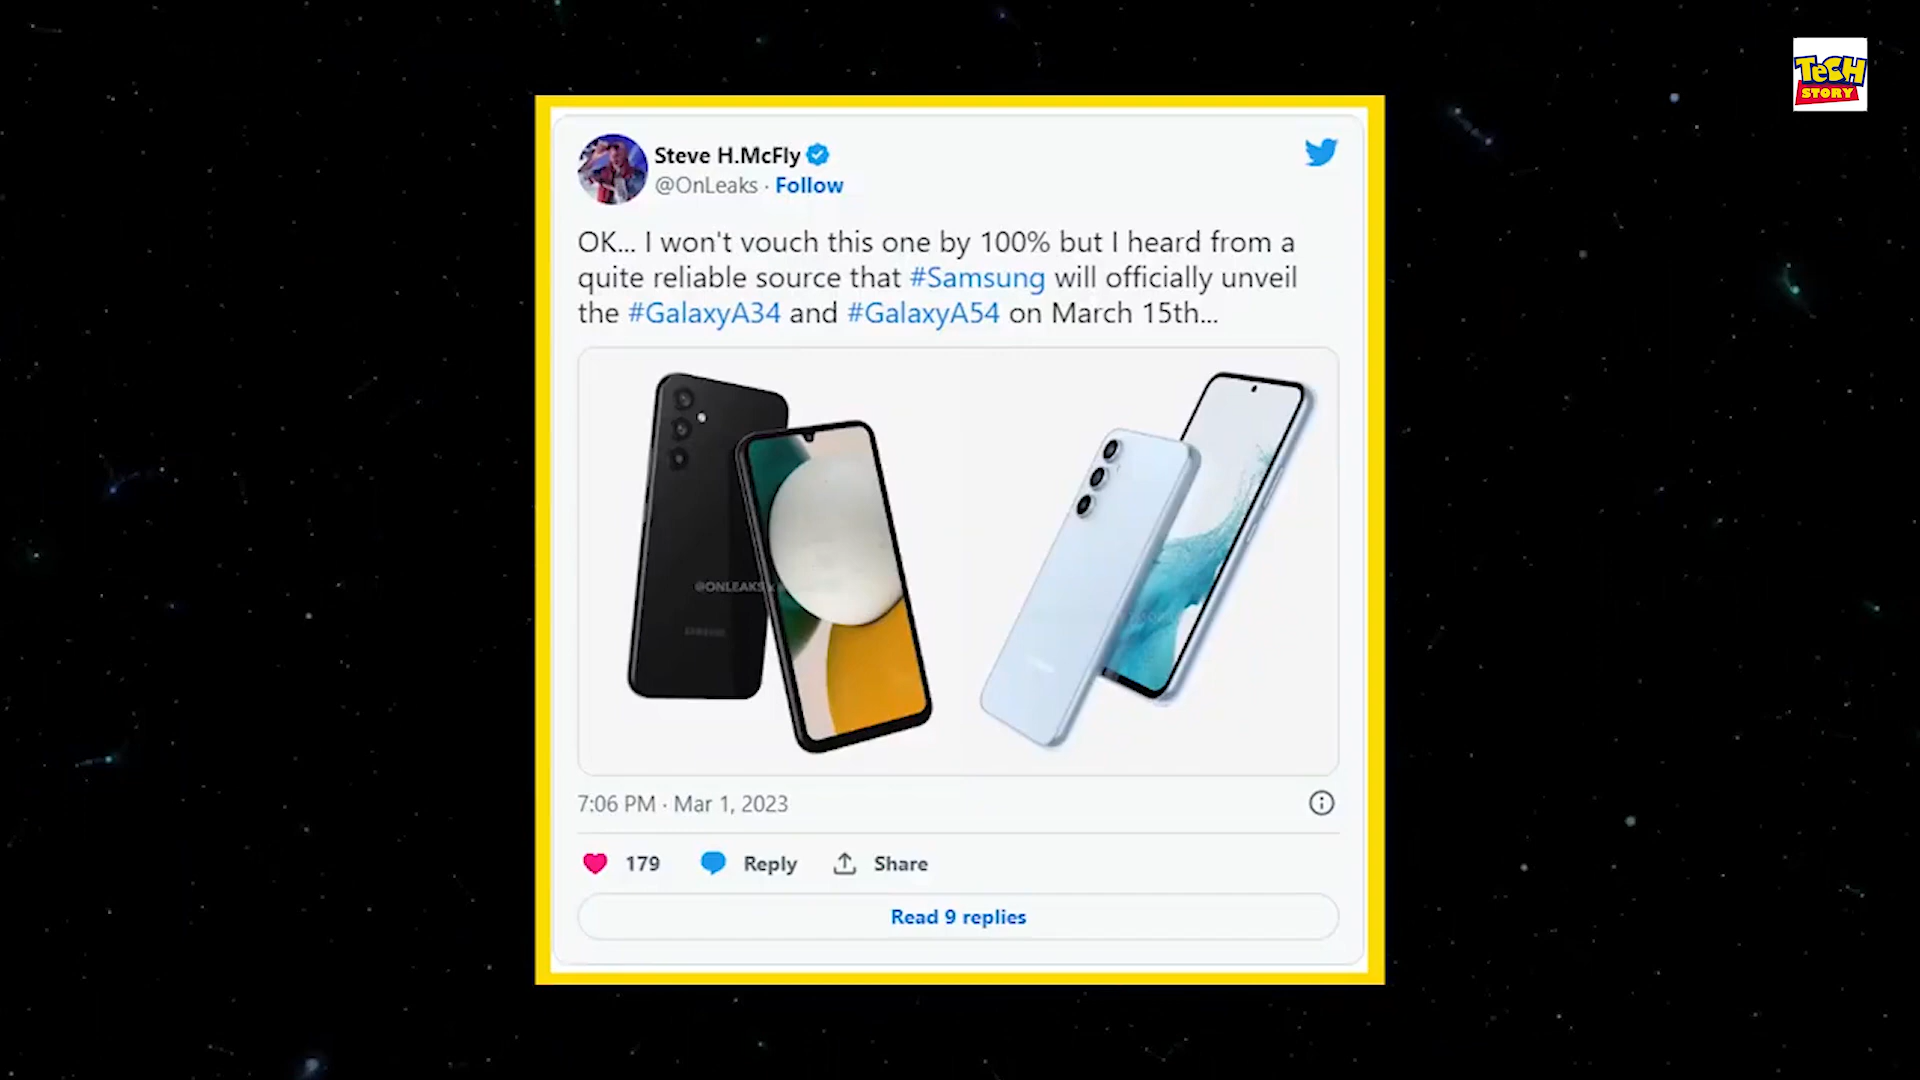 TeCH
STORY
Steve H.McFly
@OnLeaks · Follow
OK... I won't vouch this one by 100% but I heard from a
quite reliable source that #Samsung will officially unveil
the #GalaxyA34 and #GalaxyA54 on March 15th...
@ONLEAKS
SAMSUNG
7:06 PM · Mar 1, 2023
179 Reply Share
Read 9 replies